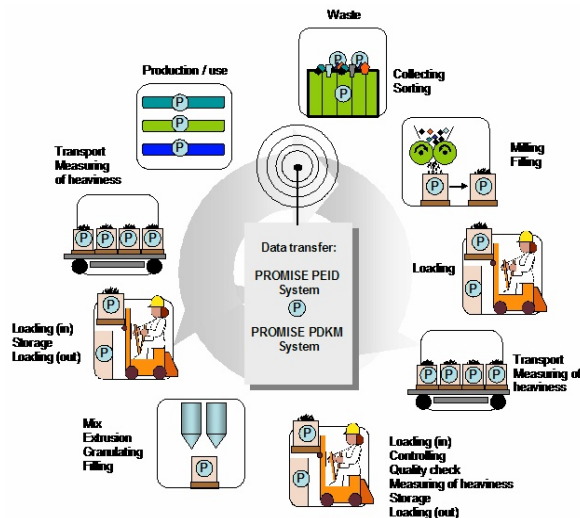 Waste
P P
P
Collecting
Sorting
Production / use
P
P
P
Milling
Filling
P P
Transport
Measuring
of heaviness
P P P P
Data transfer:
PROMISE PEID
System
P
PROMISE PDKM
System
Loading
P
P
Loading (in)
Storage
Loading (out)
P
P
Transport
Measuring of
heaviness
P P P P
Mix
Extrusion
Granulating
Filling
P
P
P
Loading (in)
Controlling
Quality check
Measuring of heaviness
Storage
Loading (out)